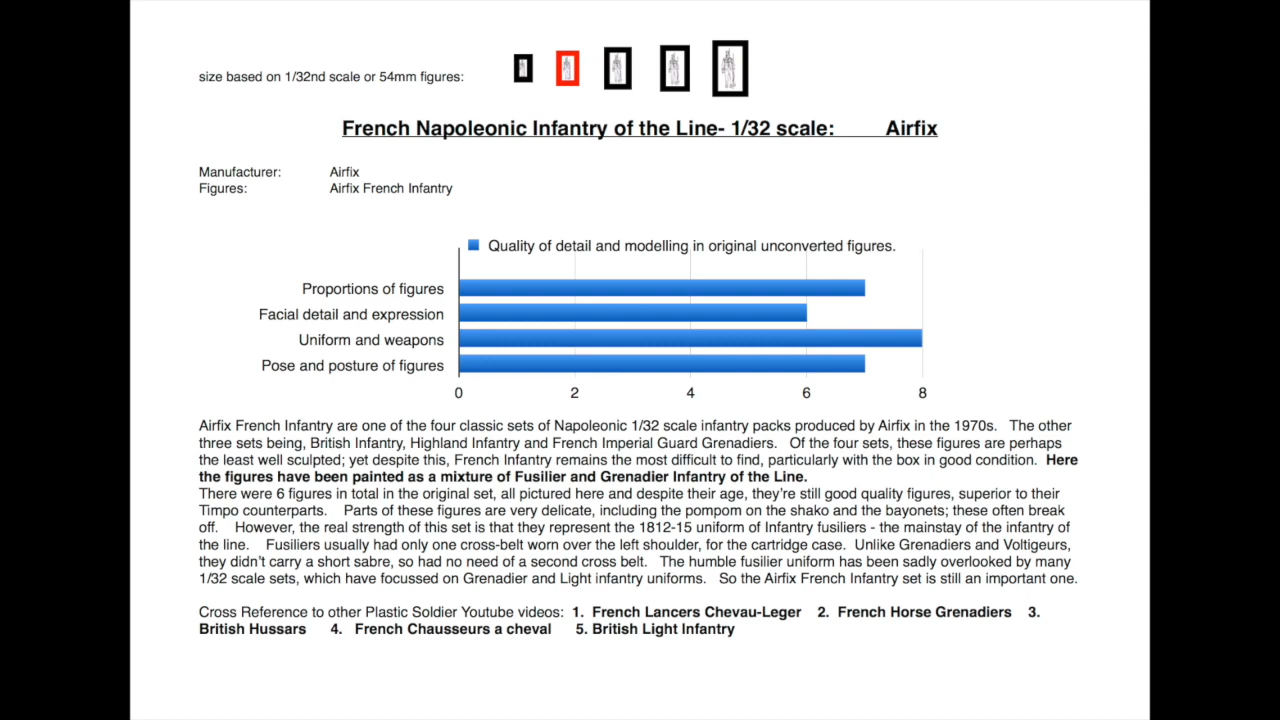 size based on 1/32nd scale or 54mm figures:
French Napoleonic Infantry of the Line- 1/32 scale: Airfix
Manufacturer: Airfix
Figures: Airfix French Infantry
Quality of detail and modelling in original unconverted figures.
Proportions of figures
Facial detail and expression
Uniform and weapons
Pose and posture of figures
0 2 4 6 8
Airfix French Infantry are one of the four classic sets of Napoleonic 1/32 scale infantry packs produced by Airfix in the 1970s. The other
three sets being, British Infantry, Highland Infantry and French Imperial Guard Grenadiers. Of the four sets, these figures are perhaps
the least well sculpted; yet despite this, French Infantry remains the most difficult to find, particularly with the box in good condition. Here
the figures have been painted as a mixture of Fusilier and Grenadier Infantry of the Line.
There were 6 figures in total in the original set, all pictured here and despite their age, they're still good quality figures, superior to their
Timpo counterparts. Parts of these figures are very delicate, including the pompom on the shako and the bayonets; these often break
off. However, the real strength of this set is that they represent the 1812-15 uniform of Infantry fusiliers - the mainstay of the infantry of
the line. Fusiliers usually had only one cross-belt worn over the left shoulder, for the cartridge case. Unlike Grenadiers and Voltigeurs,
they didn't carry a short sabre, so had no need of a second cross belt. The humble fusilier uniform has been sadly overlooked by many
1/32 scale sets, which have focussed on Grenadier and Light infantry uniforms. So the Airfix French Infantry set is still an important one.
Cross Reference to other Plastic Soldier Youtube videos: 1. French Lancers Chevau-Leger 2. French Horse Grenadiers 3.
British Hussars 4. French Chausseurs a cheval 5. British Light Infantry